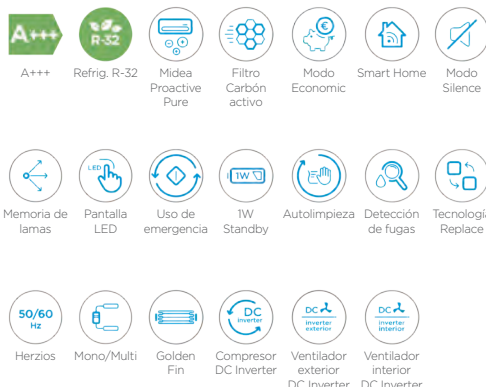 A+++
R-32
€
A+++
Refrig. R-32
Midea
Proactive
Pure
Filtro
Carbón
activo
Modo
Economic
Smart Home
Modo
Silence
LED
1W
Memoria de
lamas
Pantalla
LED
Uso de
emergencia
1W
Standby
Autolimpieza
Detección
de fugas
Tecnología
Replace
50/60
Hz
DC
Inverter
DC
Inverter
exterior
DC
Inverter
interior
Herzios
Mono/Multi
Golden
Fin
Compresor
DC Inverter
Ventilador
exterior
DC Inverter
Ventilador
interior
DC Inverter